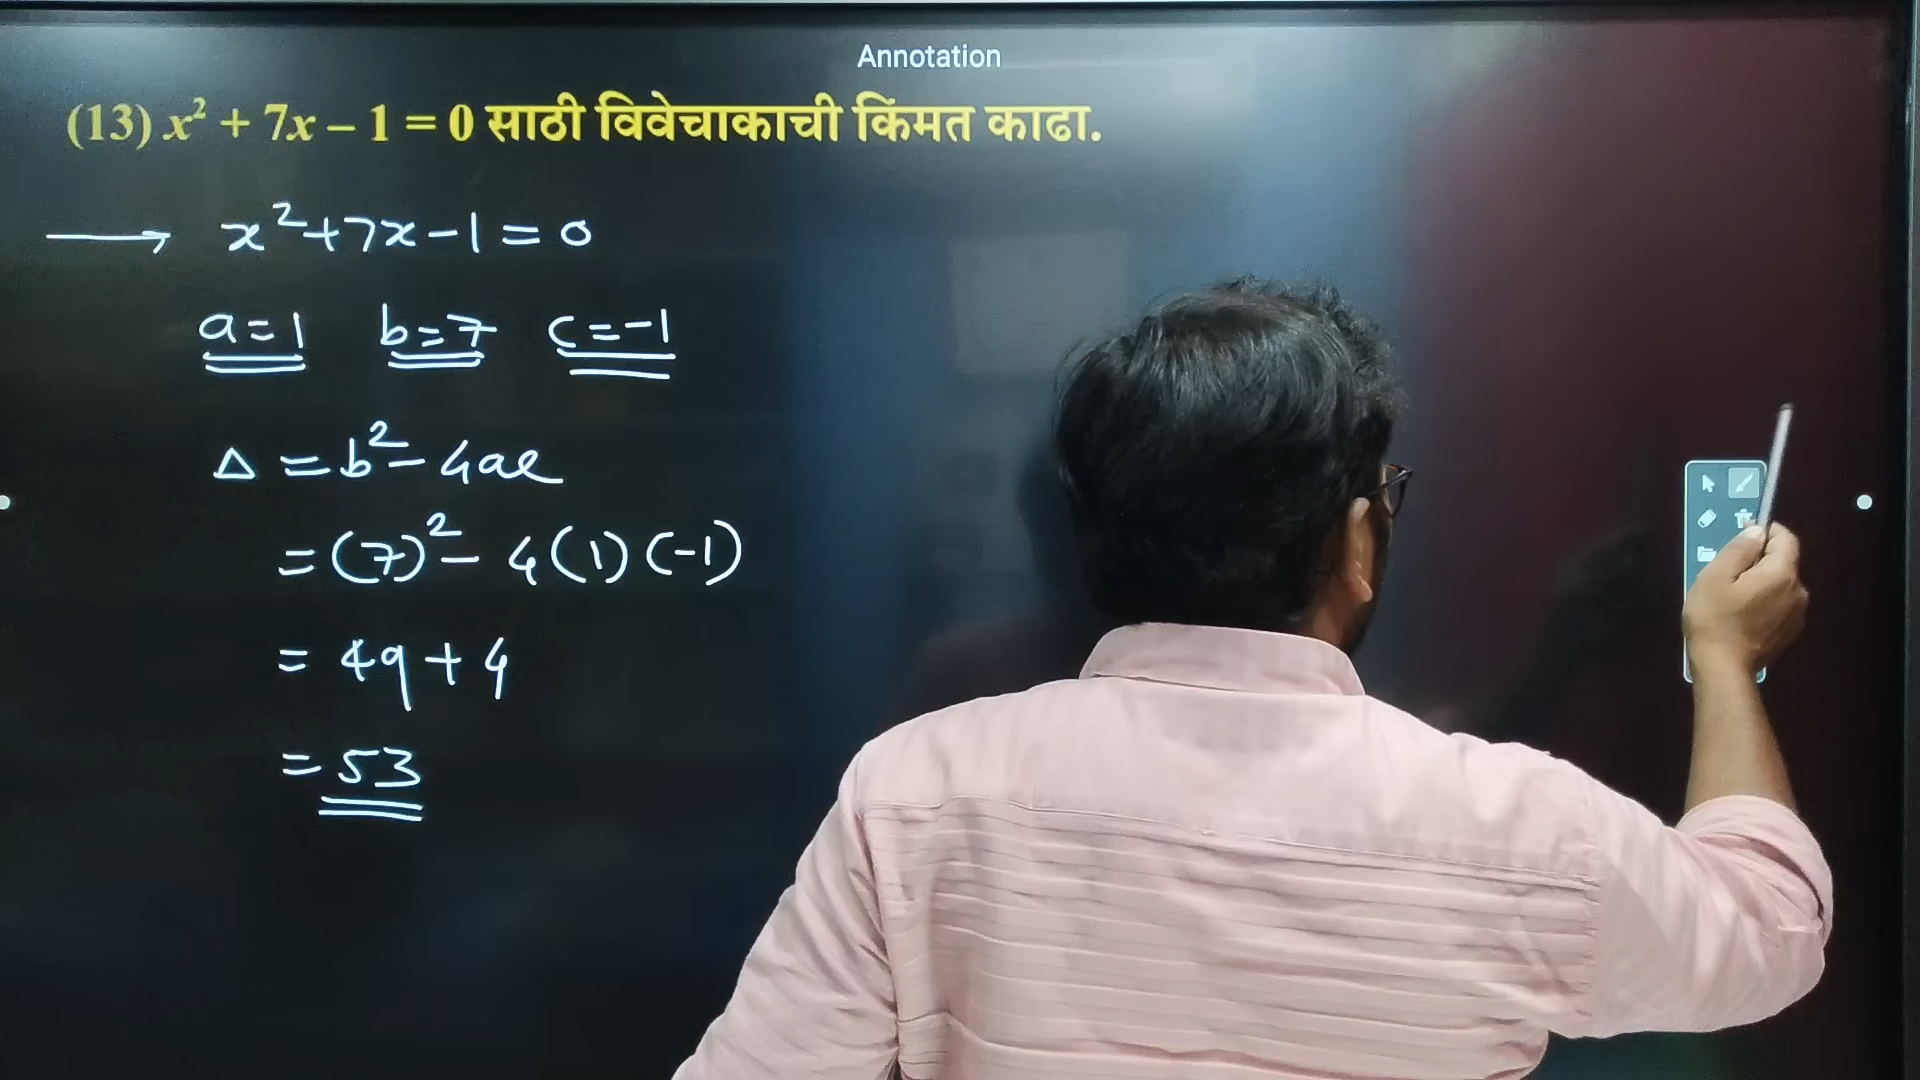 Annotation
(13) x² + 7x – 1 = 0 साठी विवेचाकाची किंमत काढा.
⟶ x²+7x-1=0
a=1 b=7 c=-1
Δ = b²- 4ac
= (7)² - 4(1)(-1)
= 49+4
= 53